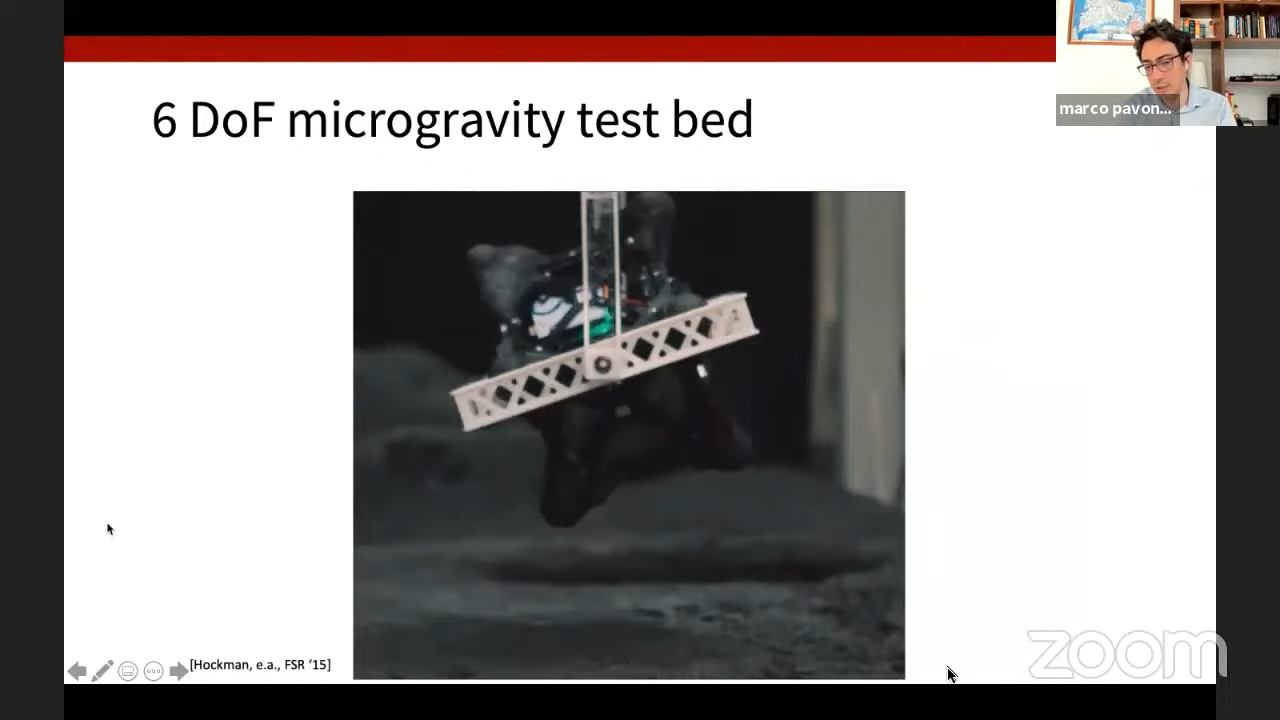 6 DoF microgravity test bed
marco pavon...
[Hockman, e.a., FSR ‘15]
zoom